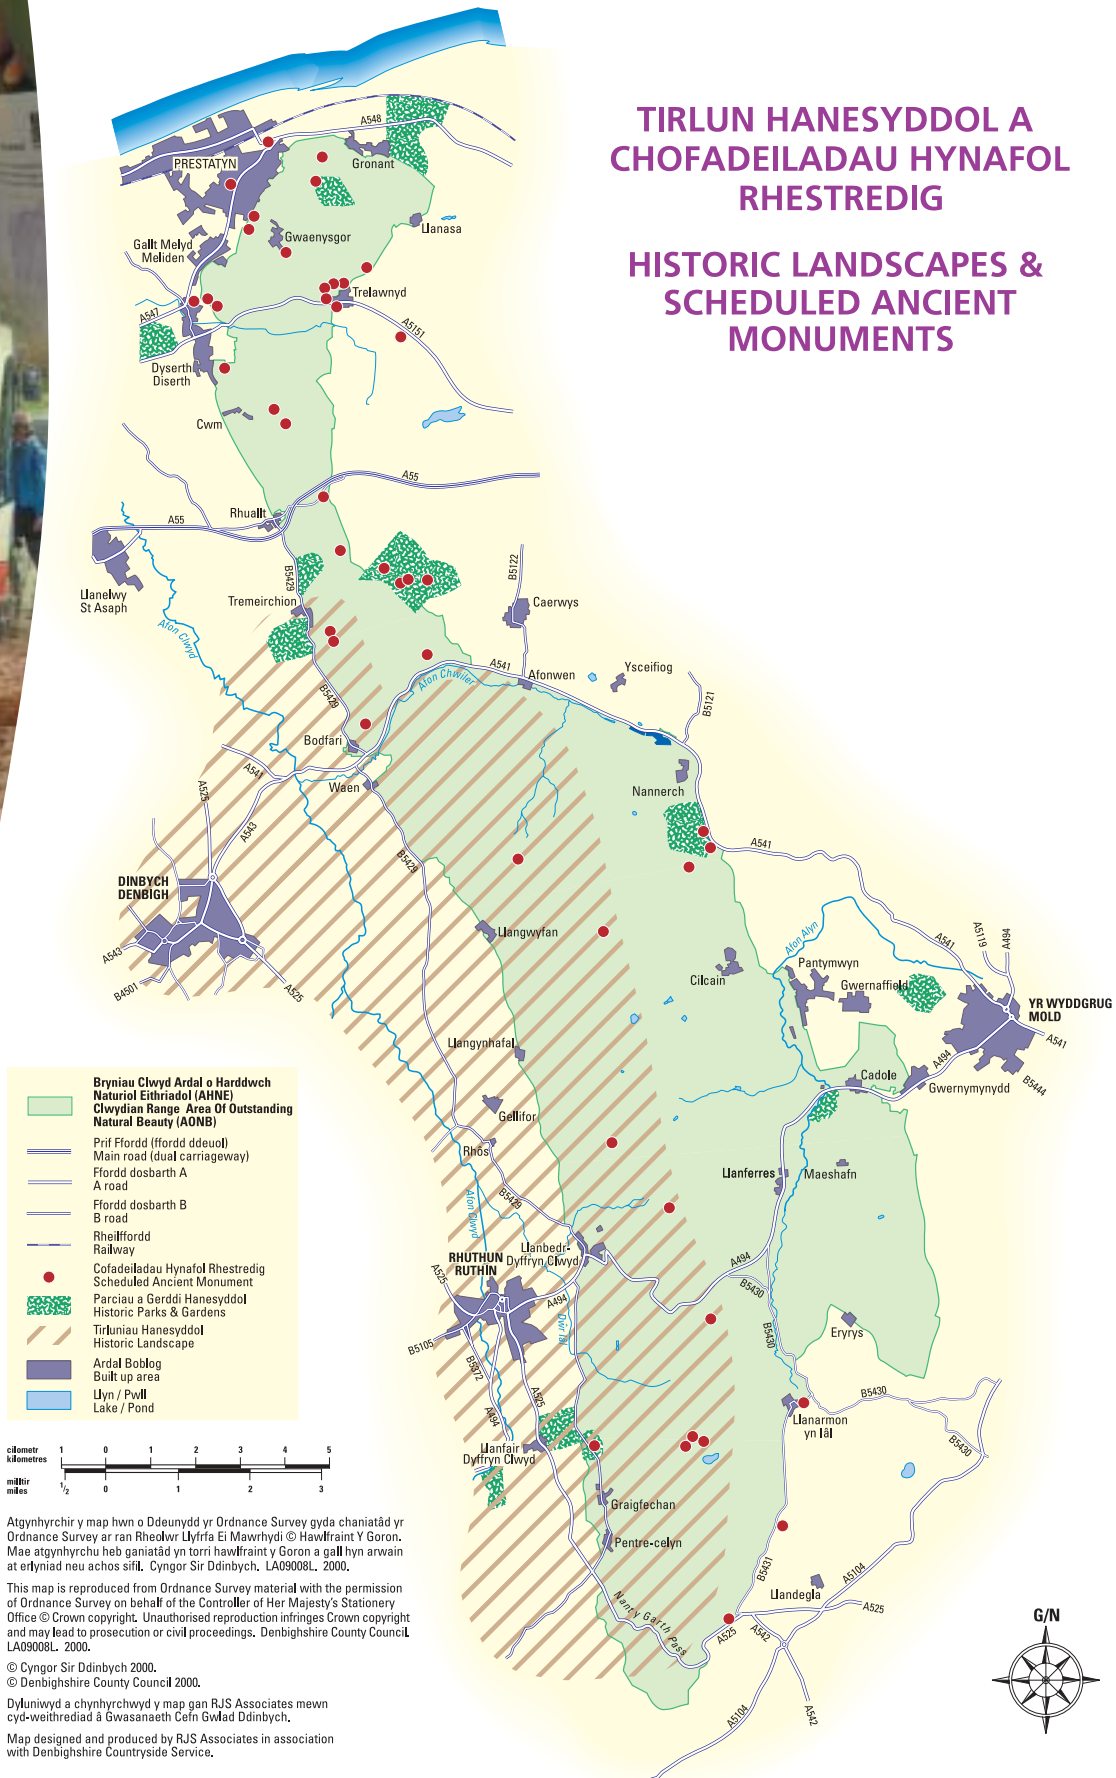 TIRLUN HANESYDDOL A
CHOFADEILADAU HYNAFOL
RHESTREDIG
HISTORIC LANDSCAPES &
SCHEDULED ANCIENT
MONUMENTS
A548
PRESTATYN
Gronant
Llanasa
Gwaenysgor
Gallt Melyd
Meliden
Trelawnyd
A547
A5151
Dyserth
Diserth
Cwm
A55
A55
Rhuallt
B5429
B5122
Llanelwy
St Asaph
Tremeirchion
Caerwys
Afon Clwyd
A541
Afonwen
Ysceifiog
Afon Chwiler
B5429
B5121
Bodfari
A541
Waen
Nannerch
A525
A543
A541
B5429
DINBYCH
DENBIGH
Llangwyfan
Afon Alyn
A541
A5119
A494
A543
Cilcain
Pantymwyn
Gwernaffield
B4501
A525
YR WYDDGRUG
MOLD
A541
Llangynhafal
A494
B5444
Cadole
Gwernymynydd
Gellifor
Rhos
Llanferres
Maeshafn
B5429
Afon Clwyd
Llanbedr-
Dyffryn Clwyd
RHUTHUN
RUTHIN
A525
A494
A494
B5430
Dŵr Iâl
B5430
Eryrys
B5105
B5372
A525
A494
B5430
Llanarmon
yn Iâl
B5430
Llanfair
Dyffryn Clwyd
Graigfechan
Pentre-celyn
B5431
A5104
Llandegla
A525
Nant y Garth Pass
A525
A542
A5104
A542
G/N
Bryniau Clwyd Ardal o Harddwch
Naturiol Eithriadol (AHNE)
Clwydian Range Area Of Outstanding
Natural Beauty (AONB)
Prif Ffordd (ffordd ddeuol)
Main road (dual carriageway)
Ffordd dosbarth A
A road
Ffordd dosbarth B
B road
Rheilffordd
Railway
Cofadeiladau Hynafol Rhestredig
Scheduled Ancient Monument
Parciau a Gerddi Hanesyddol
Historic Parks & Gardens
Tirluniau Hanesyddol
Historic Landscape
Ardal Boblog
Built up area
Llyn / Pwll
Lake / Pond
cilometr
kilometres
1 0 1 2 3 4 5
milltir
miles
1/2 0 1 2 3
Atgynhyrchir y map hwn o Ddeunydd yr Ordnance Survey gyda chaniatâd yr
Ordnance Survey ar ran Rheolwr Llyfrfa Ei Mawrhydi © Hawlfraint Y Goron.
Mae atgynhyrchu heb ganiatâd yn torri hawlfraint y Goron a gall hyn arwain
at erlyniad neu achos sifil. Cyngor Sir Ddinbych. LA09008L. 2000.
This map is reproduced from Ordnance Survey material with the permission
of Ordnance Survey on behalf of the Controller of Her Majesty's Stationery
Office © Crown copyright. Unauthorised reproduction infringes Crown copyright
and may lead to prosecution or civil proceedings. Denbighshire County Council.
LA09008L. 2000.
© Cyngor Sir Ddinbych 2000.
© Denbighshire County Council 2000.
Dyluniwyd a chynhyrchwyd y map gan RJS Associates mewn
cyd-weithrediad â Gwasanaeth Cefn Gwlad Ddinbych.
Map designed and produced by RJS Associates in association
with Denbighshire Countryside Service.